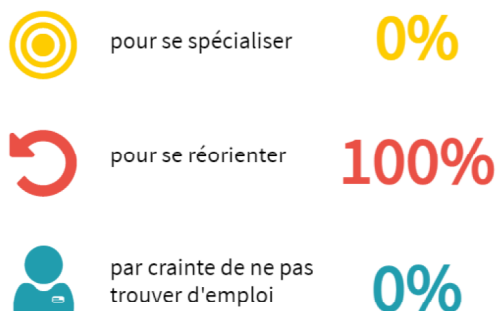 pour se spécialiser 0%
pour se réorienter 100%
par crainte de ne pas
trouver d'emploi 0%